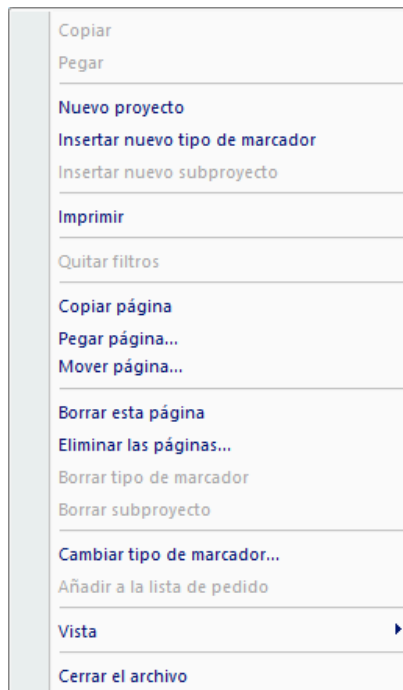 Copiar
Pegar
Nuevo proyecto
Insertar nuevo tipo de marcador
Insertar nuevo subproyecto
Imprimir
Quitar filtros
Copiar página
Pegar página...
Mover página...
Borrar esta página
Eliminar las páginas...
Borrar tipo de marcador
Borrar subproyecto
Cambiar tipo de marcador...
Añadir a la lista de pedido
Vista
Cerrar el archivo